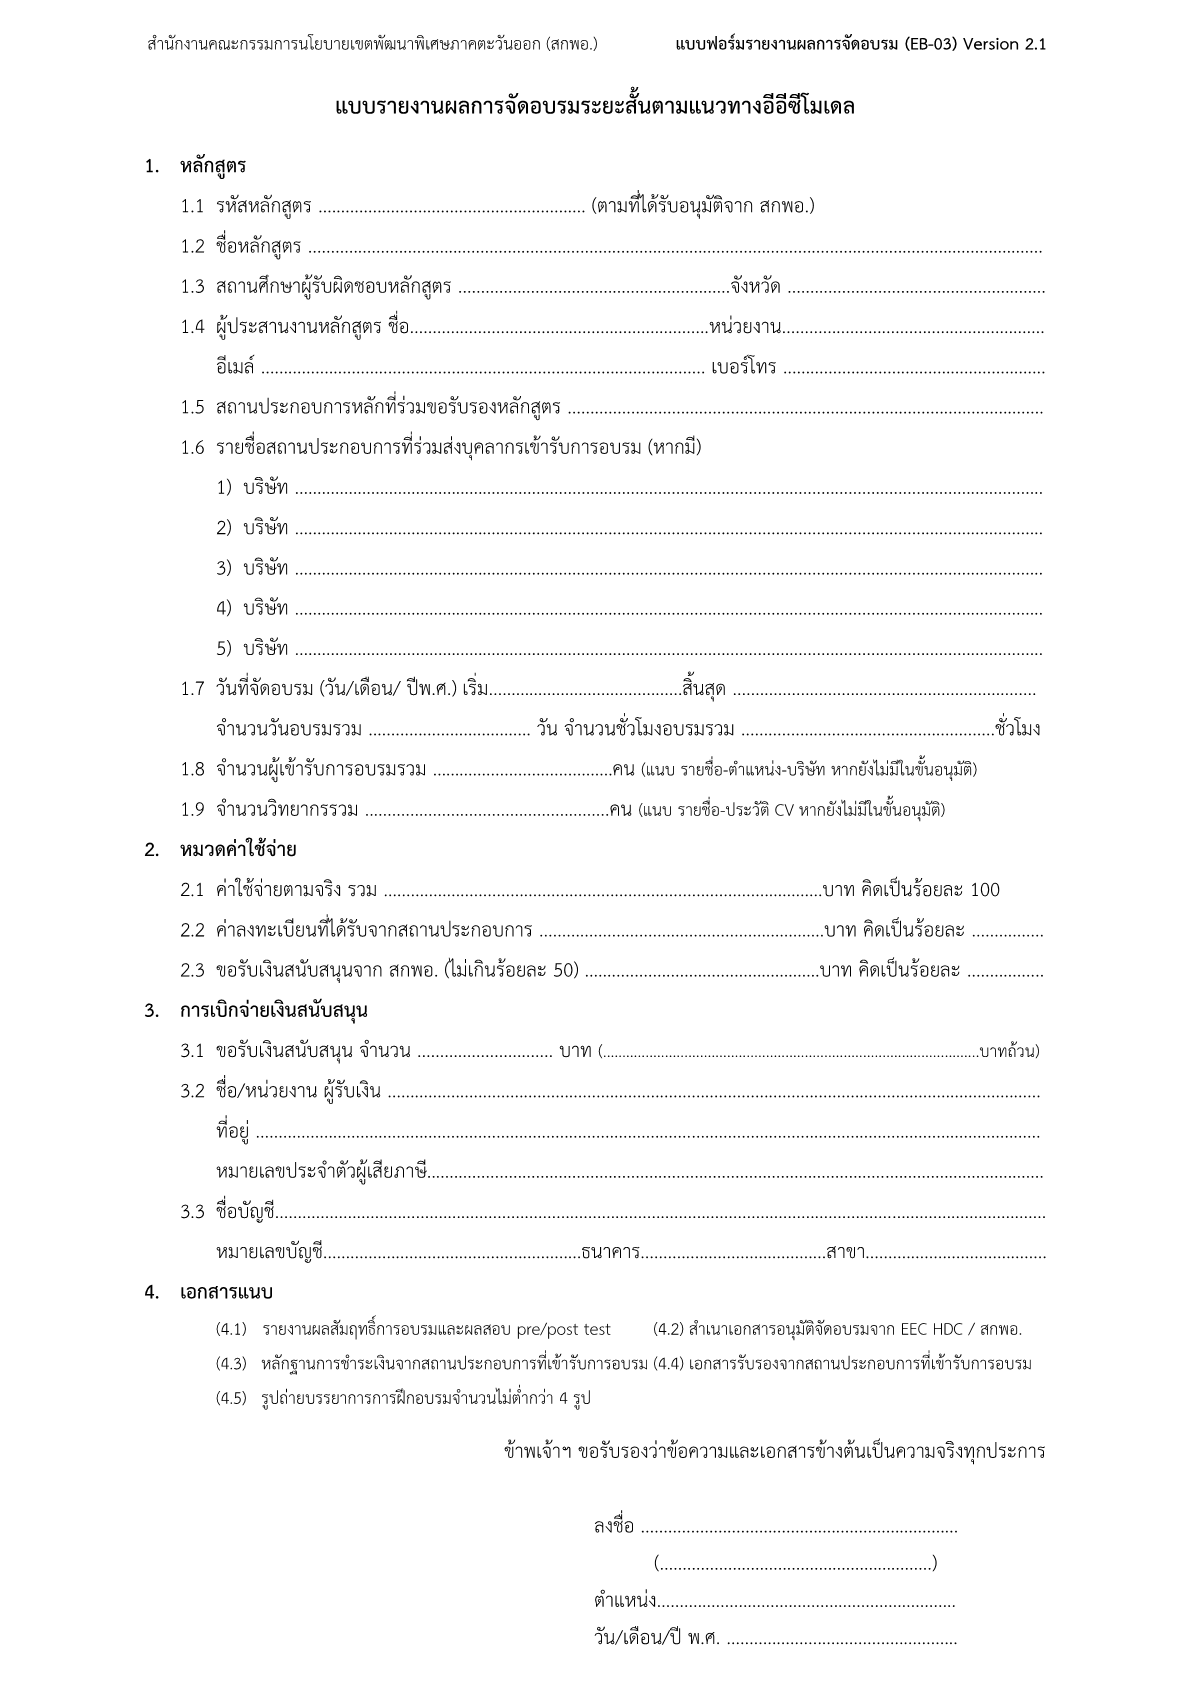 สำนักงานคณะกรรมการนโยบายเขตพัฒนาพิเศษภาคตะวันออก (สกพอ.) แบบฟอร์มรายงานผลการจัดอบรม (EB-03) Version 2.1
แบบรายงานผลการจัดอบรมระยะสั้นตามแนวทางอีอีซีโมเดล
1. หลักสูตร
1.1 รหัสหลักสูตร ........................................................... (ตามที่ได้รับอนุมัติจาก สกพอ.)
1.2 ชื่อหลักสูตร ...................................................................................................................................................................
1.3 สถานศึกษาผู้รับผิดชอบหลักสูตร ............................................................จังหวัด .........................................................
1.4 ผู้ประสานงานหลักสูตร ชื่อ..................................................................หน่วยงาน..........................................................
อีเมล์ .................................................................................................. เบอร์โทร ..........................................................
1.5 สถานประกอบการหลักที่ร่วมขอรับรองหลักสูตร .........................................................................................................
1.6 รายชื่อสถานประกอบการที่ร่วมส่งบุคลากรเข้ารับการอบรม (หากมี)
1) บริษัท .....................................................................................................................................................................
2) บริษัท .....................................................................................................................................................................
3) บริษัท .....................................................................................................................................................................
4) บริษัท .....................................................................................................................................................................
5) บริษัท .....................................................................................................................................................................
1.7 วันที่จัดอบรม (วัน/เดือน/ ปีพ.ศ.) เริ่ม...........................................สิ้นสุด ...................................................................
จำนวนวันอบรมรวม .................................... วัน จำนวนชั่วโมงอบรมรวม ........................................................ชั่วโมง
1.8 จำนวนผู้เข้ารับการอบรมรวม ........................................คน (แนบ รายชื่อ-ตำแหน่ง-บริษัท หากยังไม่มีในขั้นอนุมัติ)
1.9 จำนวนวิทยากรรวม ......................................................คน (แนบ รายชื่อ-ประวัติ CV หากยังไม่มีในขั้นอนุมัติ)
2. หมวดค่าใช้จ่าย
2.1 ค่าใช้จ่ายตามจริง รวม .................................................................................................บาท คิดเป็นร้อยละ 100
2.2 ค่าลงทะเบียนที่ได้รับจากสถานประกอบการ ...............................................................บาท คิดเป็นร้อยละ ................
2.3 ขอรับเงินสนับสนุนจาก สกพอ. (ไม่เกินร้อยละ 50) ....................................................บาท คิดเป็นร้อยละ .................
3. การเบิกจ่ายเงินสนับสนุน
3.1 ขอรับเงินสนับสนุน จำนวน .............................. บาท (..................................................................................................บาทถ้วน)
3.2 ชื่อ/หน่วยงาน ผู้รับเงิน .................................................................................................................................................
ที่อยู่ ..............................................................................................................................................................................
หมายเลขประจำตัวผู้เสียภาษี.........................................................................................................................................
3.3 ชื่อบัญชี...........................................................................................................................................................................
หมายเลขบัญชี.........................................................ธนาคาร.........................................สาขา........................................
4. เอกสารแนบ
(4.1) รายงานผลสัมฤทธิ์การอบรมและผลสอบ pre/post test (4.2) สำเนาเอกสารอนุมัติจัดอบรมจาก EEC HDC / สกพอ.
(4.3) หลักฐานการชำระเงินจากสถานประกอบการที่เข้ารับการอบรม (4.4) เอกสารรับรองจากสถานประกอบการที่เข้ารับการอบรม
(4.5) รูปถ่ายบรรยาการการฝึกอบรมจำนวนไม่ต่ำกว่า 4 รูป
ข้าพเจ้าฯ ขอรับรองว่าข้อความและเอกสารข้างต้นเป็นความจริงทุกประการ
ลงชื่อ ......................................................................
(............................................................)
ตำแหน่ง..................................................................
วัน/เดือน/ปี พ.ศ. ...................................................